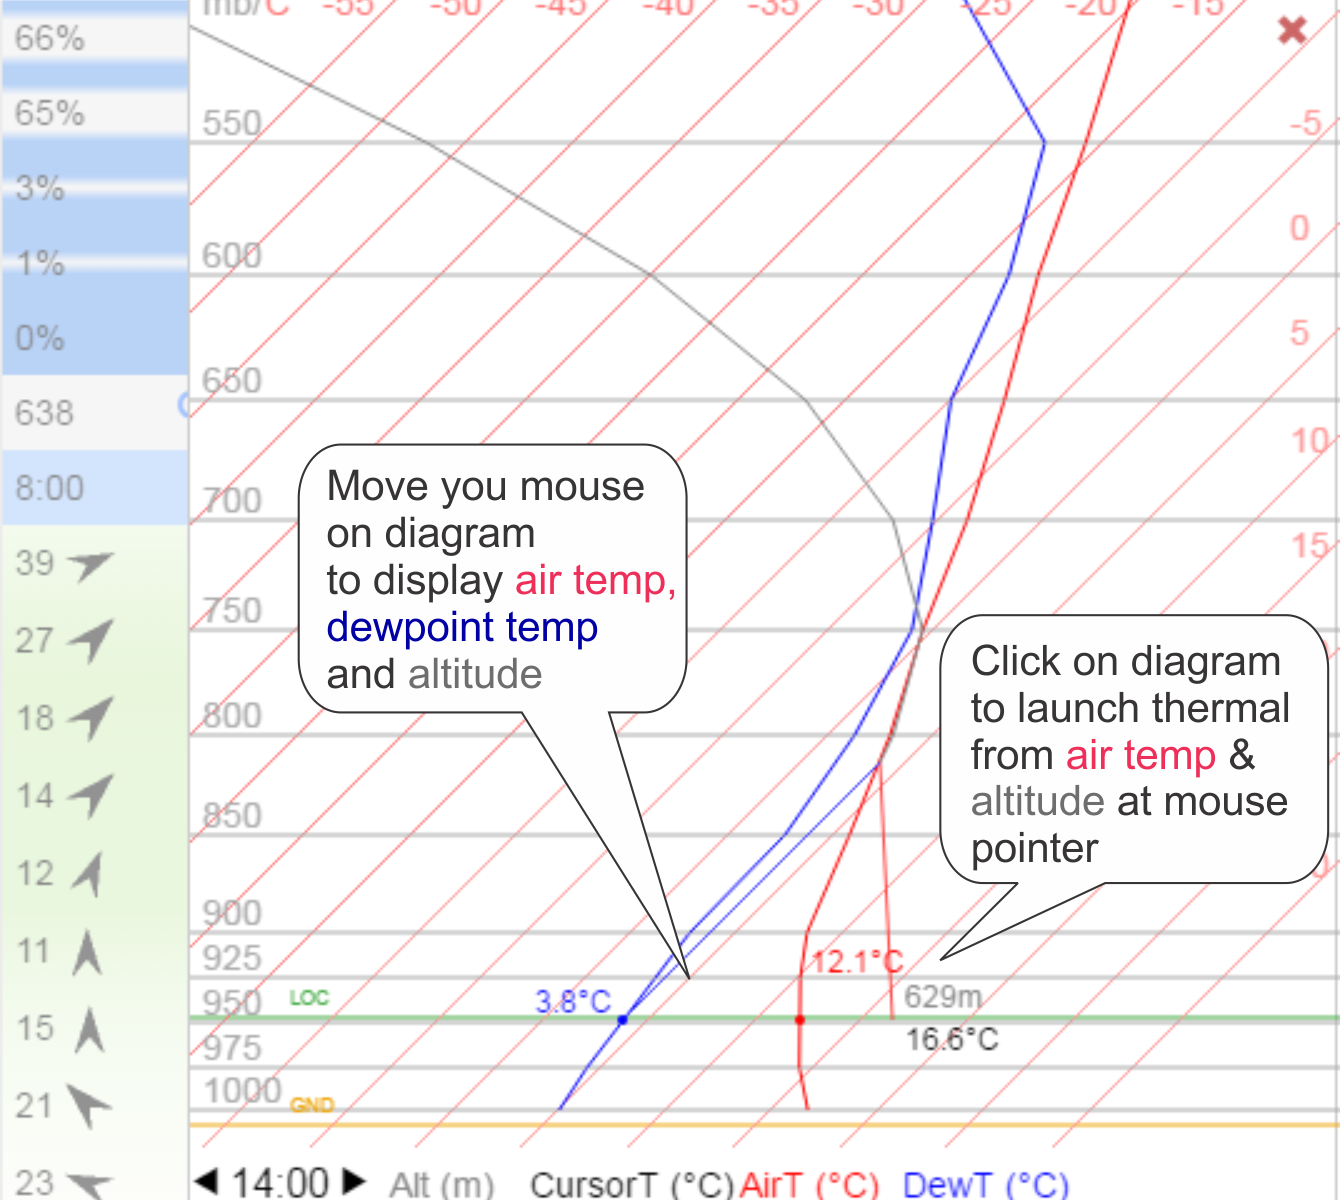 mb/C -55 -50 -45 -40 -35 -30 -25 -20 -15
66%
65%
550
-5
3%
0
1%
600
0%
5
650
638
10
8:00
700
Move you mouse
on diagram
to display air temp,
dewpoint temp
and altitude
15
39
750
27
Click on diagram
to launch thermal
from air temp &
altitude at mouse
pointer
18
800
14
850
12
900
11
925
12.1°C
950
LOC
3.8°C
629m
15
975
16.6°C
1000
GND
21
23
14:00 Alt (m) CursorT (°C) AirT (°C) DewT (°C)